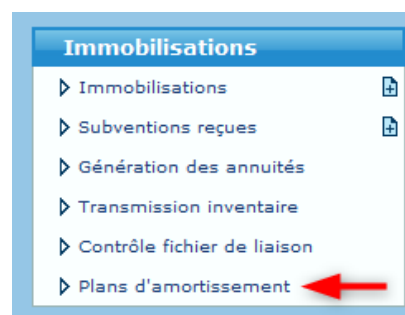 Immobilisations
Immobilisations
Subventions reçues
Génération des annuités
Transmission inventaire
Contrôle fichier de liaison
Plans d'amortissement